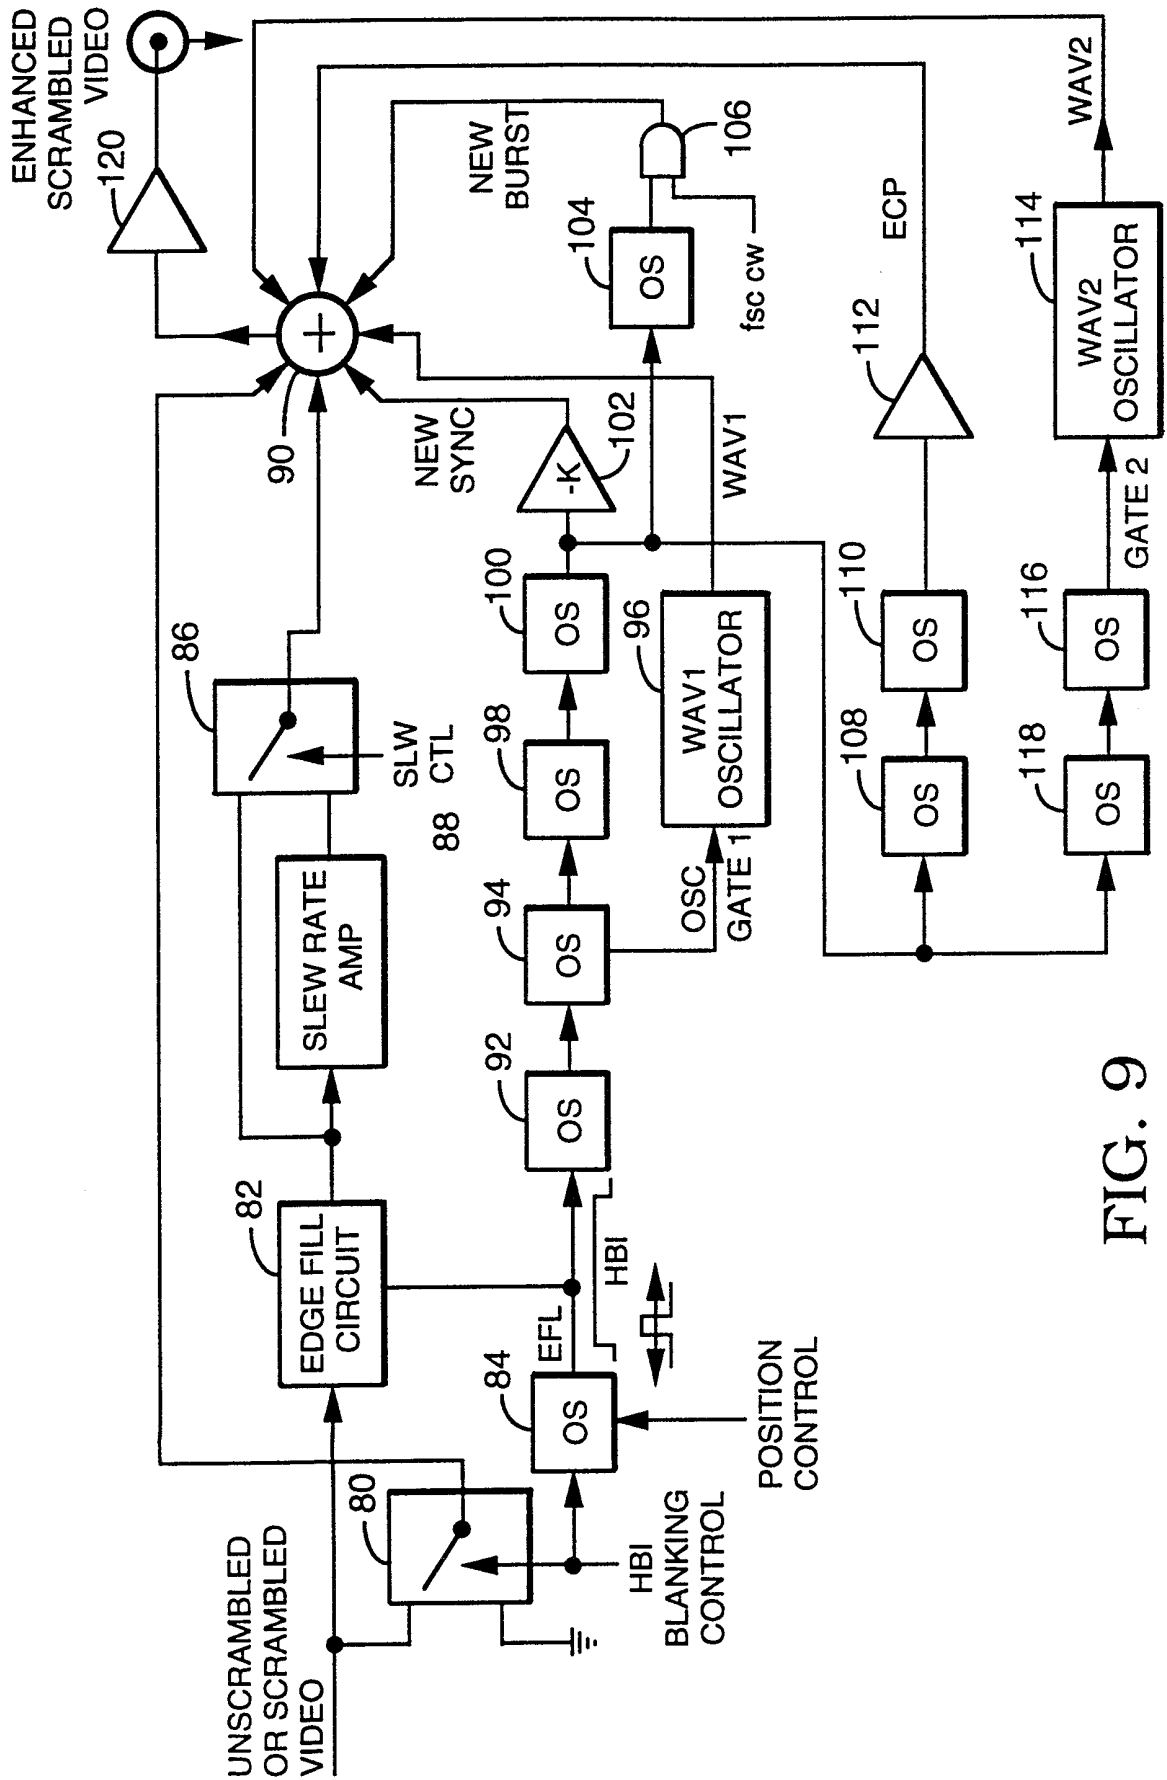 ENHANCED
SCRAMBLED
VIDEO
120
90
86
SLW
CTL
88
SLEW RATE
AMP
82
EDGE FILL
CIRCUIT
80
UNSCRAMBLED
OR SCRAMBLED
VIDEO
HBI
BLANKING
CONTROL
POSITION
CONTROL
84
OS
EFL
HBI
92
OS
94
OS
98
OS
100
OS
-K
102
NEW
SYNC
OSC
GATE 1
96
WAV1
OSCILLATOR
WAV1
104
OS
fsc cw
106
NEW
BURST
108
OS
110
OS
112
ECP
118
OS
116
OS
GATE 2
114
WAV2
OSCILLATOR
WAV2
+
FIG. 9